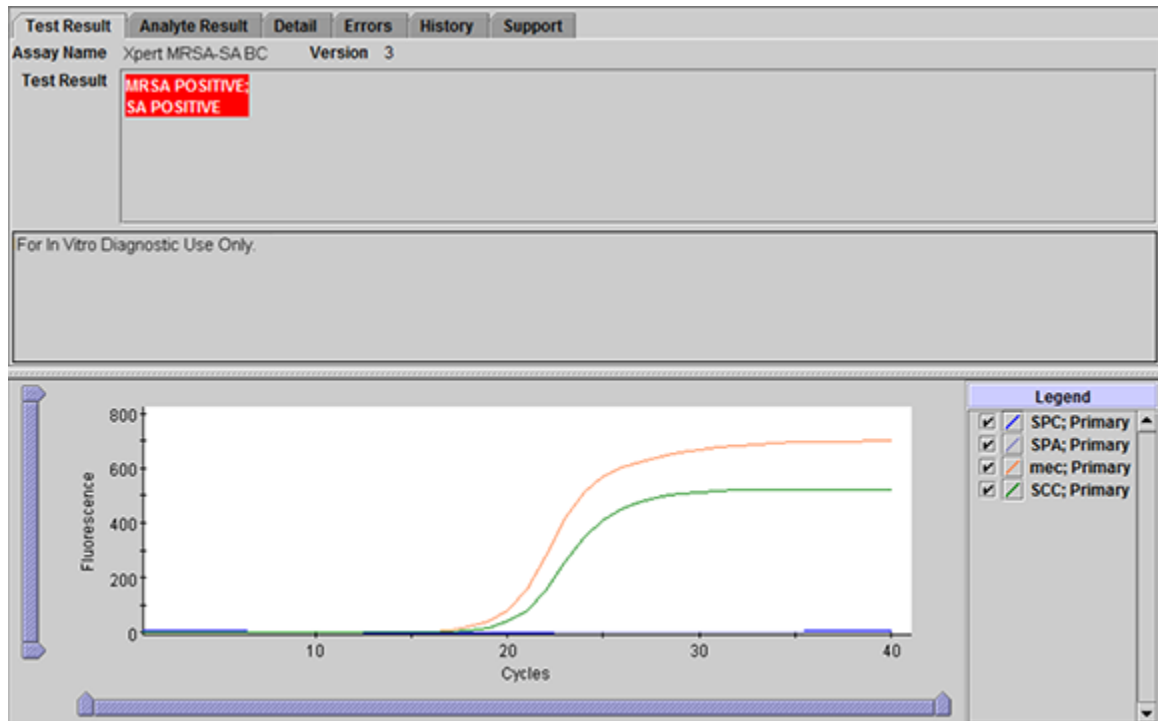 Test Result Analyte Result Detail Errors History Support
Assay Name Xpert MRSA-SA BC Version 3
Test Result MRSA POSITIVE;
SA POSITIVE
For In Vitro Diagnostic Use Only.
800
600
400
200
0
Fluorescence
10 20 30 40
Cycles
Legend
SPC; Primary
SPA; Primary
mec; Primary
SCC; Primary